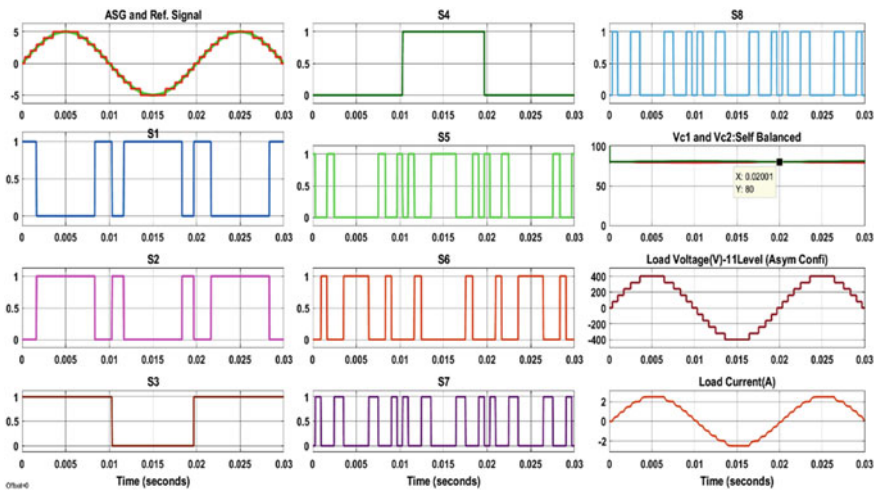 ASG and Ref. Signal
5
0
-5
0 0.005 0.01 0.015 0.02 0.025 0.03
S1
1
0.5
0
0 0.005 0.01 0.015 0.02 0.025 0.03
S2
1
0.5
0
0 0.005 0.01 0.015 0.02 0.025 0.03
S3
1
0.5
0
0 0.005 0.01 0.015 0.02 0.025 0.03
Time (seconds)
S4
1
0.5
0
0 0.005 0.01 0.015 0.02 0.025 0.03
S5
1
0.5
0
0 0.005 0.01 0.015 0.02 0.025 0.03
S6
1
0.5
0
0 0.005 0.01 0.015 0.02 0.025 0.03
S7
1
0.5
0
0 0.005 0.01 0.015 0.02 0.025 0.03
Time (seconds)
S8
1
0.5
0
0 0.005 0.01 0.015 0.02 0.025 0.03
Vc1 and Vc2:Self Balanced
100
50
0
X: 0.02001
Y: 80
0 0.005 0.01 0.015 0.02 0.025 0.03
Load Voltage(V)-11Level (Asym Confi)
400
200
0
-200
-400
0 0.005 0.01 0.015 0.02 0.025 0.03
Load Current(A)
2
0
-2
0 0.005 0.01 0.015 0.02 0.025 0.03
Time (seconds)
Offset=0